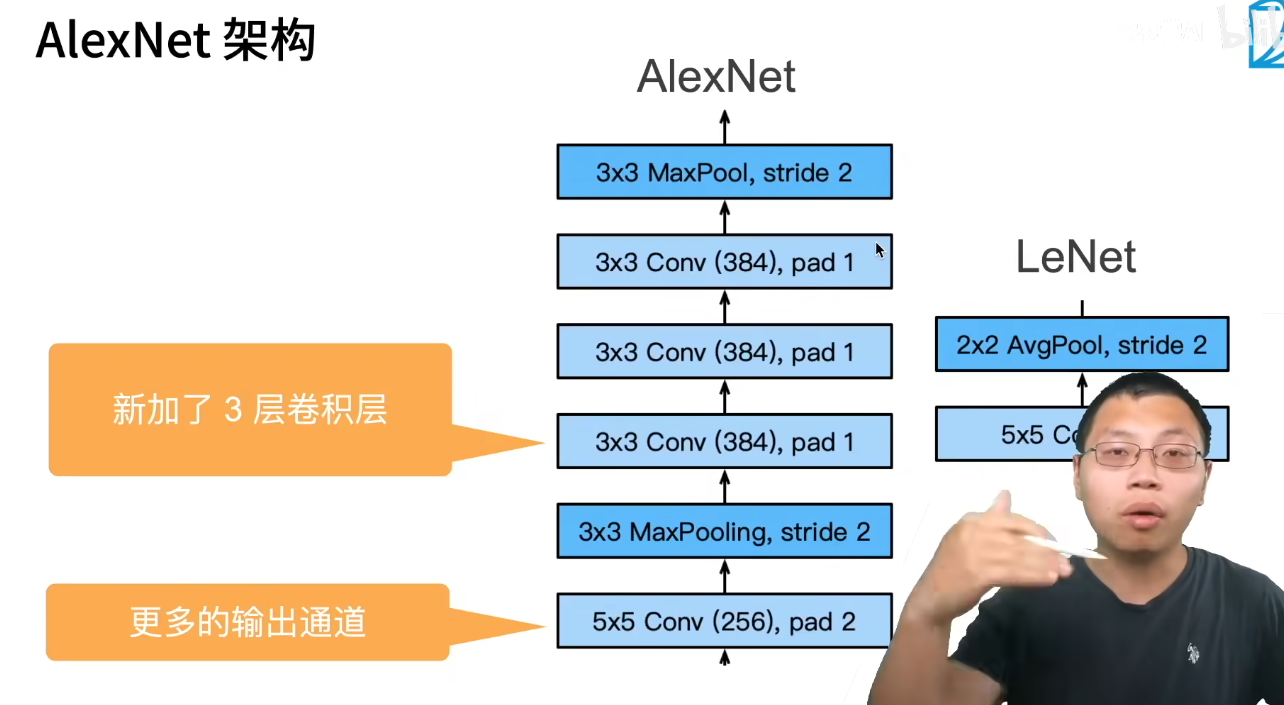 AlexNet 架构
AlexNet
3x3 MaxPool, stride 2
3x3 Conv (384), pad 1
3x3 Conv (384), pad 1
3x3 Conv (384), pad 1
3x3 MaxPooling, stride 2
5x5 Conv (256), pad 2
新加了 3 层卷积层
更多的输出通道
LeNet
2x2 AvgPool, stride 2
5x5